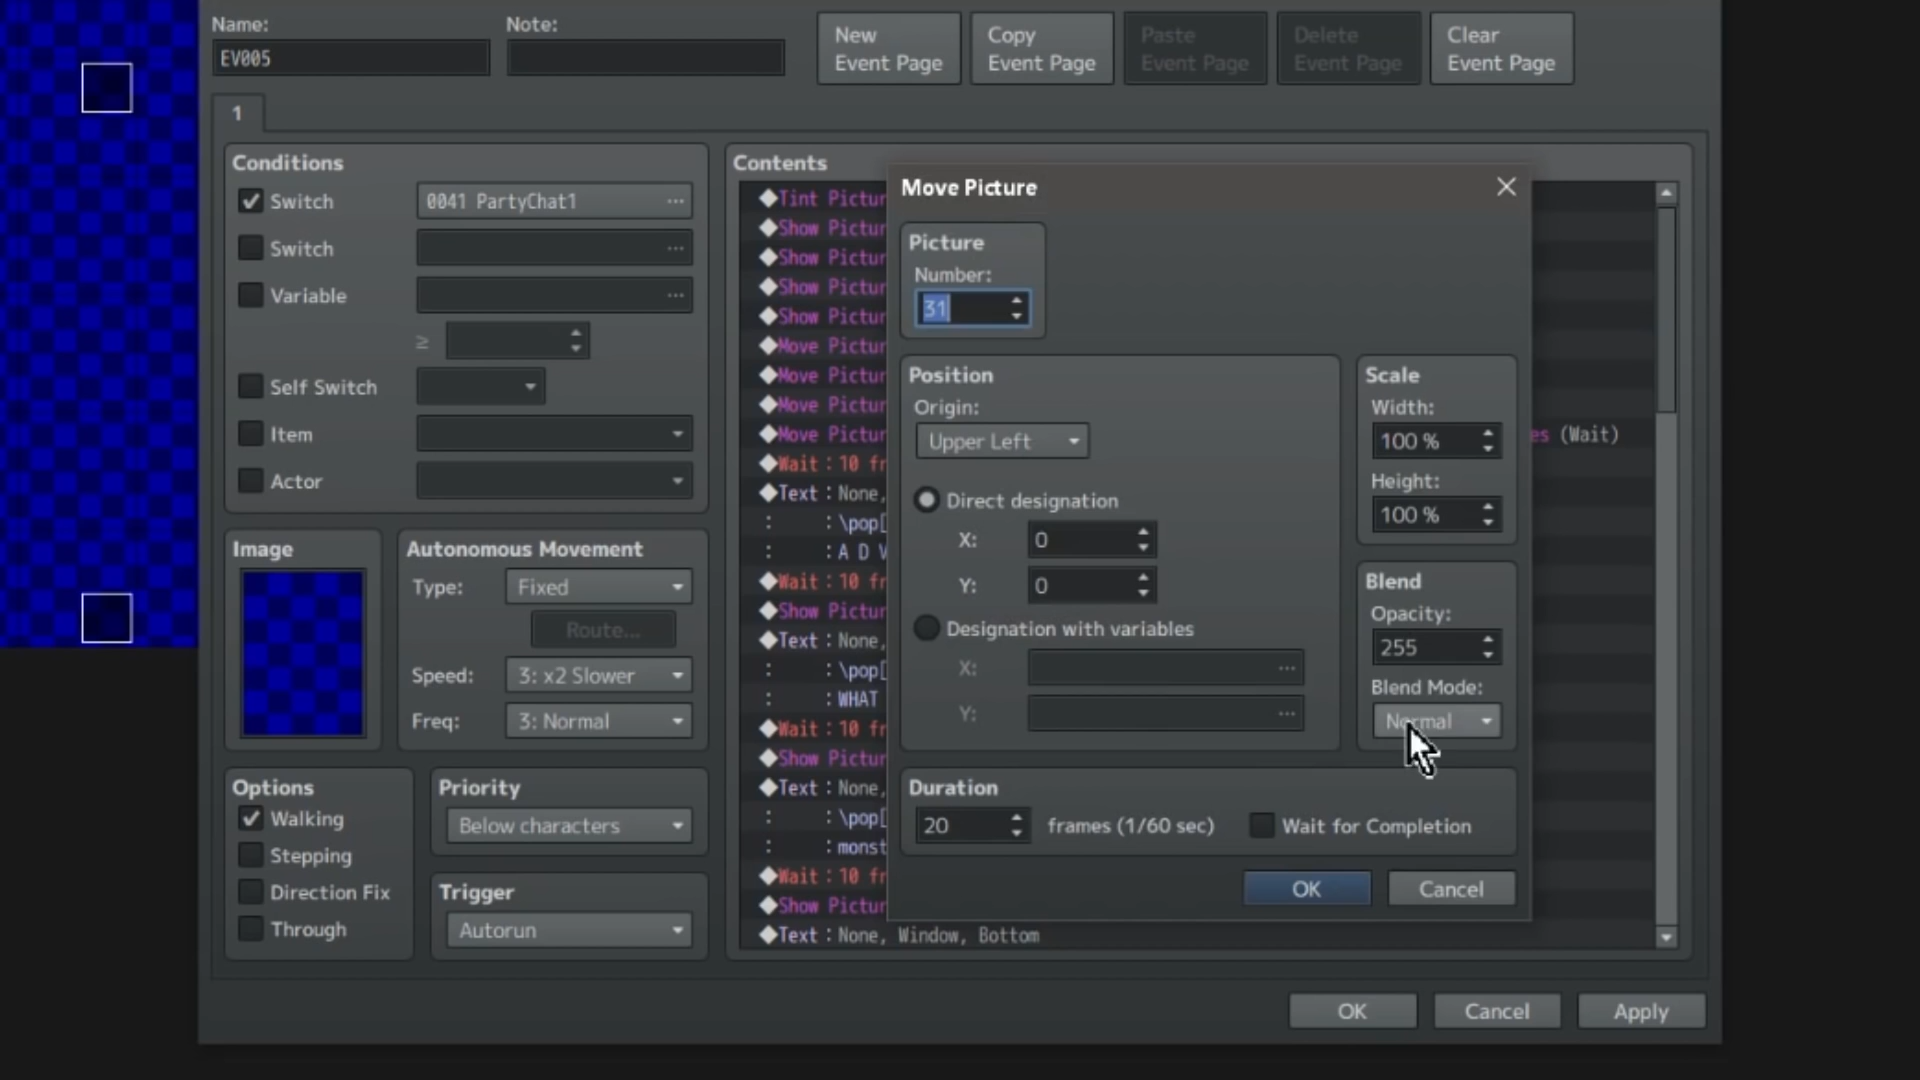 Name:
Note:
EV005
New
Event Page
Copy
Event Page
Paste
Event Page
Delete
Event Page
Clear
Event Page
1
Conditions
Switch
0041 PartyChat1 ...
Switch
...
Variable
...
≥
Self Switch
Item
Actor
Image
Autonomous Movement
Type:
Fixed
Route...
Speed:
3: x2 Slower
Freq:
3: Normal
Options
Walking
Stepping
Direction Fix
Through
Priority
Below characters
Trigger
Autorun
Contents
◆Tint Pictur
◆Show Pictur
◆Show Pictur
◆Show Pictur
◆Show Pictur
◆Move Pictur
◆Move Pictur
◆Move Pictur
◆Move Pictur
es (Wait)
◆Wait：10 fr
◆Text：None,
: :\pop[
: :A D V
◆Wait：10 fr
◆Show Pictur
◆Text：None,
: :\pop[
: :WHAT
◆Wait：10 fr
◆Show Pictur
◆Text：None,
: :\pop[
: :monst
◆Wait：10 fr
◆Show Pictur
◆Text：None, Window, Bottom
Move Picture
Picture
Number:
31
Position
Origin:
Upper Left
Direct designation
X:
0
Y:
0
Designation with variables
X:
...
Y:
...
Scale
Width:
100 %
Height:
100 %
Blend
Opacity:
255
Blend Mode:
Normal
Duration
20
frames (1/60 sec)
Wait for Completion
OK
Cancel
OK
Cancel
Apply